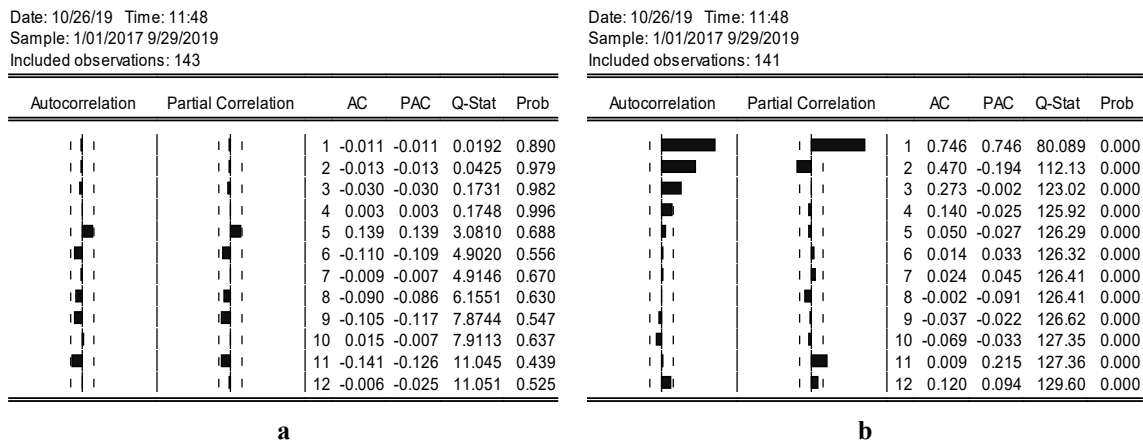 Date: 10/26/19 Time: 11:48
Sample: 1/01/2017 9/29/2019
Included observations: 143
Autocorrelation Partial Correlation AC PAC Q-Stat Prob
1 -0.011 -0.011 0.0192 0.890
2 -0.013 -0.013 0.0425 0.979
3 -0.030 -0.030 0.1731 0.982
4 0.003 0.003 0.1748 0.996
5 0.139 0.139 3.0810 0.688
6 -0.110 -0.109 4.9020 0.556
7 -0.009 -0.007 4.9146 0.670
8 -0.090 -0.086 6.1551 0.630
9 -0.105 -0.117 7.8744 0.547
10 0.015 -0.007 7.9113 0.637
11 -0.141 -0.126 11.045 0.439
12 -0.006 -0.025 11.051 0.525
a
Date: 10/26/19 Time: 11:48
Sample: 1/01/2017 9/29/2019
Included observations: 141
Autocorrelation Partial Correlation AC PAC Q-Stat Prob
1 0.746 0.746 80.089 0.000
2 0.470 -0.194 112.13 0.000
3 0.273 -0.002 123.02 0.000
4 0.140 -0.025 125.92 0.000
5 0.050 -0.027 126.29 0.000
6 0.014 0.033 126.32 0.000
7 0.024 0.045 126.41 0.000
8 -0.002 -0.091 126.41 0.000
9 -0.037 -0.022 126.62 0.000
10 -0.069 -0.033 127.35 0.000
11 0.009 0.215 127.36 0.000
12 0.120 0.094 129.60 0.000
b